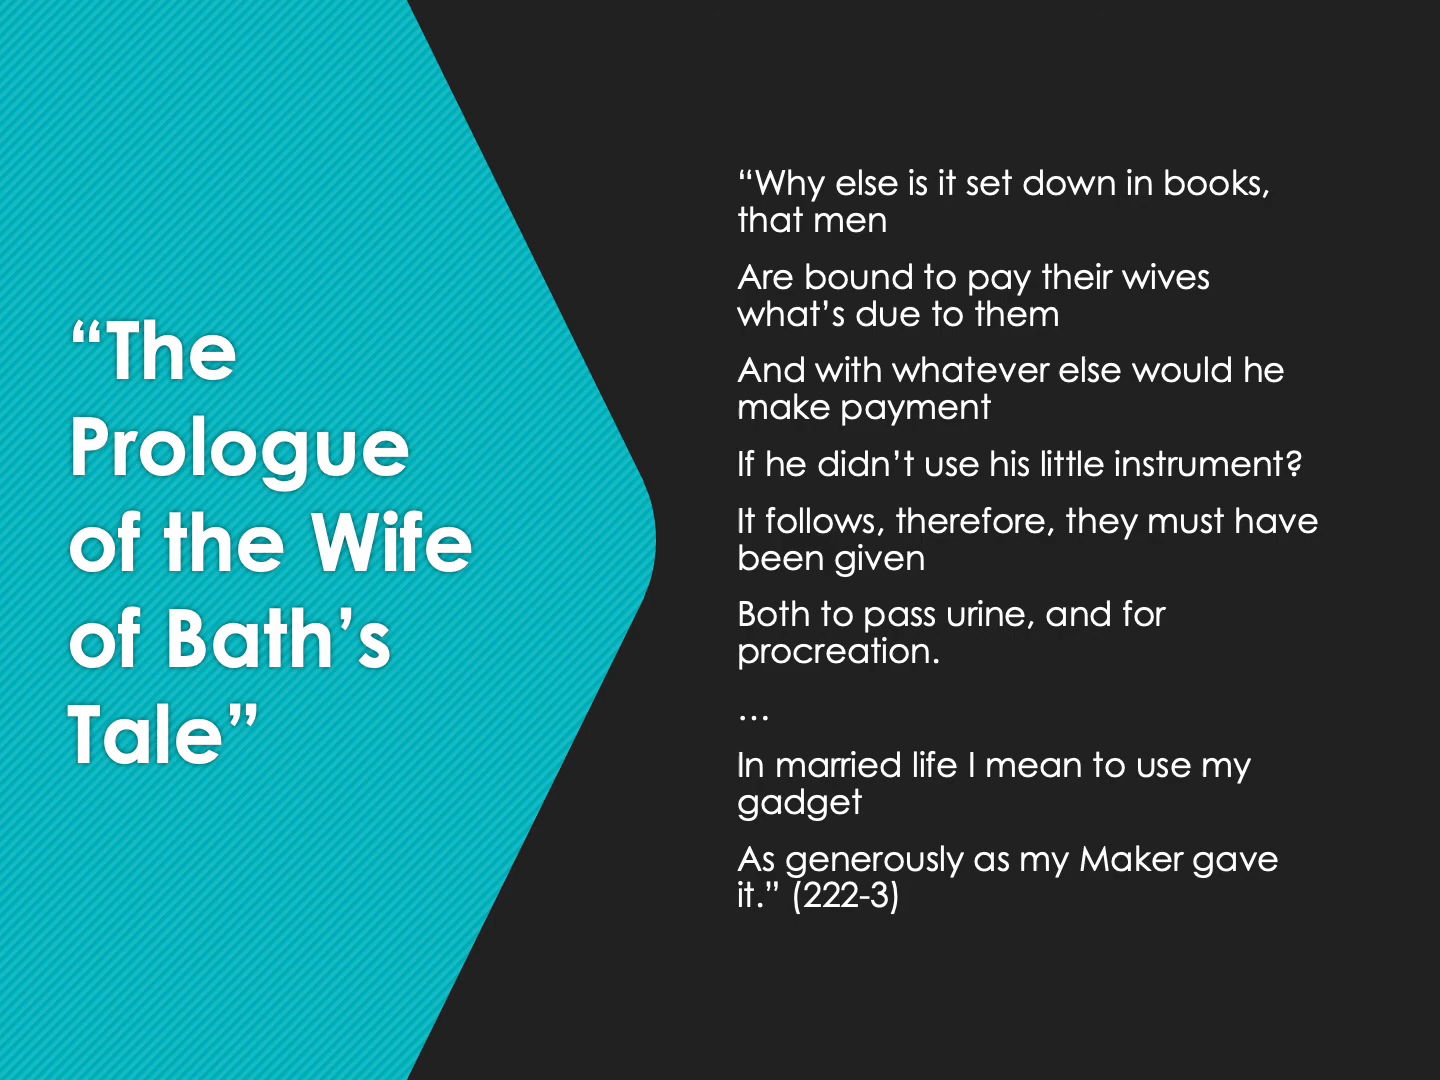 “The
Prologue
of the Wife
of Bath’s
Tale”
“Why else is it set down in books,
that men
Are bound to pay their wives
what’s due to them
And with whatever else would he
make payment
If he didn’t use his little instrument?
It follows, therefore, they must have
been given
Both to pass urine, and for
procreation.
…
In married life I mean to use my
gadget
As generously as my Maker gave
it.” (222-3)